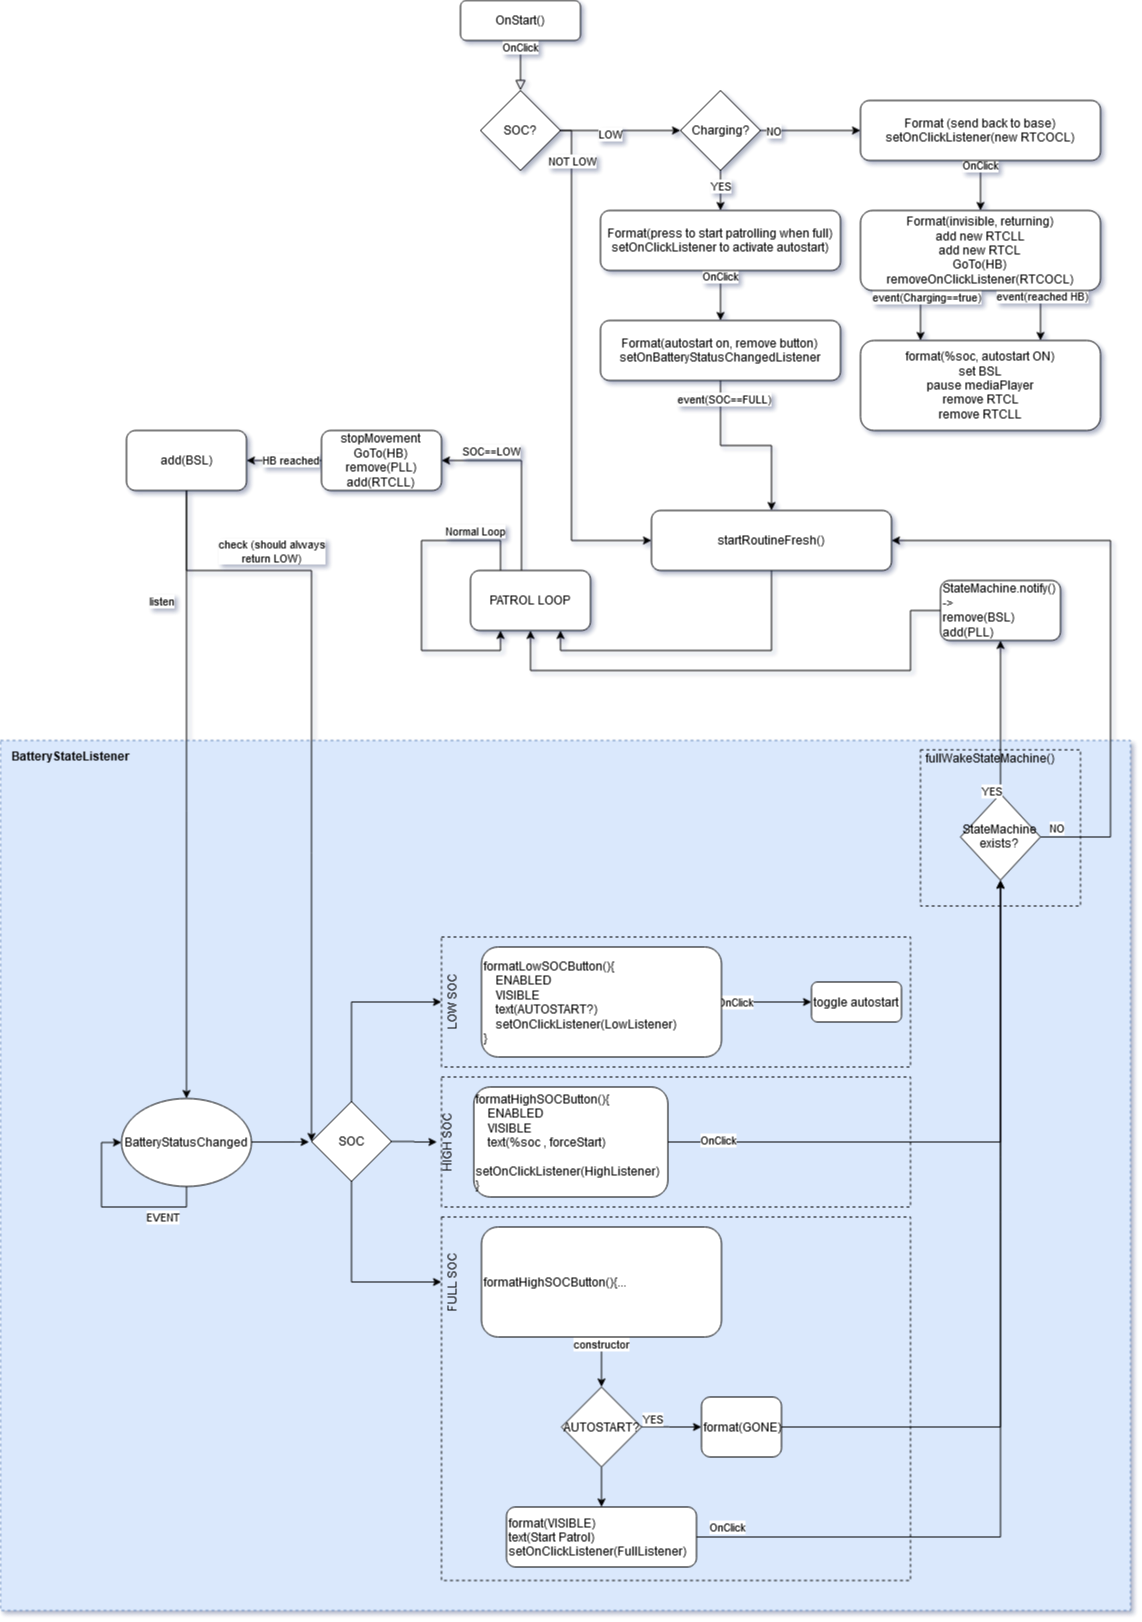 OnStart()
OnClick
SOC?
LOW
NOT LOW
Charging?
NO
YES
Format (send back to base)
setOnClickListener(new RTCOCL)
OnClick
Format(invisible, returning)
add new RTCLL
add new RTCL
GoTo(HB)
removeOnClickListener(RTCOCL)
event(Charging==true)
event(reached HB)
format(%soc, autostart ON)
set BSL
pause mediaPlayer
remove RTCL
remove RTCLL
Format(press to start patrolling when full)
setOnClickListener to activate autostart)
OnClick
Format(autostart on, remove button)
setOnBatteryStatusChangedListener
event(SOC==FULL)
add(BSL)
HB reached
stopMovement
GoTo(HB)
remove(PLL)
add(RTCLL)
SOC==LOW
Normal Loop
startRoutineFresh()
check (should always
return LOW)
listen
PATROL LOOP
StateMachine.notify()
->
remove(BSL)
add(PLL)
BatteryStateListener
fullWakeStateMachine()
YES
StateMachine
exists?
NO
LOW SOC
formatLowSOCButton(){
ENABLED
VISIBLE
text(AUTOSTART?)
setOnClickListener(LowListener)
}
OnClick
toggle autostart
BatteryStatusChanged
EVENT
SOC
HIGH SOC
formatHighSOCButton(){
ENABLED
VISIBLE
text(%soc , forceStart)
setOnClickListener(HighListener)
}
OnClick
FULL SOC
formatHighSOCButton(){...
constructor
AUTOSTART?
YES
format(GONE)
format(VISIBLE)
text(Start Patrol)
setOnClickListener(FullListener)
OnClick